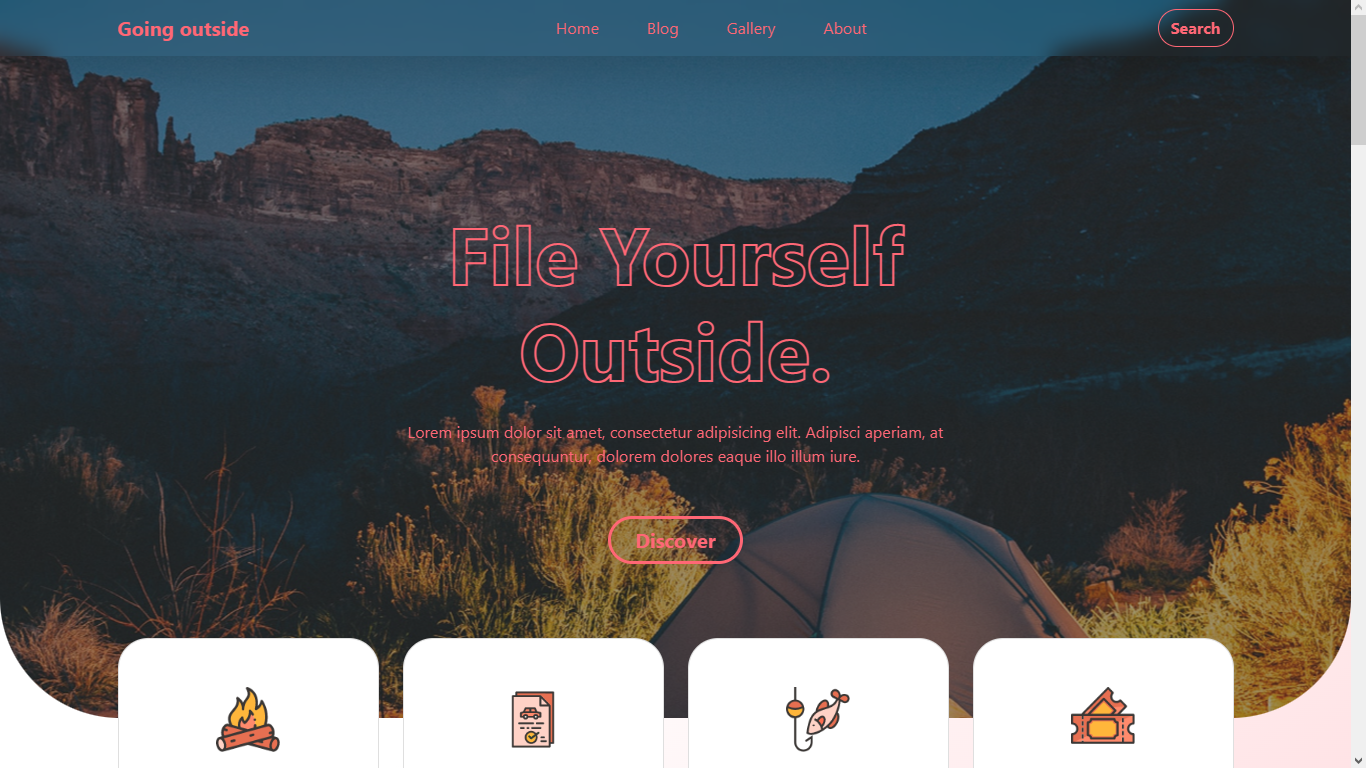 Going outside
Home
Blog
Gallery
About
Search
File Yourself
Outside.
Lorem ipsum dolor sit amet, consectetur adipisicing elit. Adipisci aperiam, at
consequuntur, dolorem dolores eaque illo illum iure.
Discover